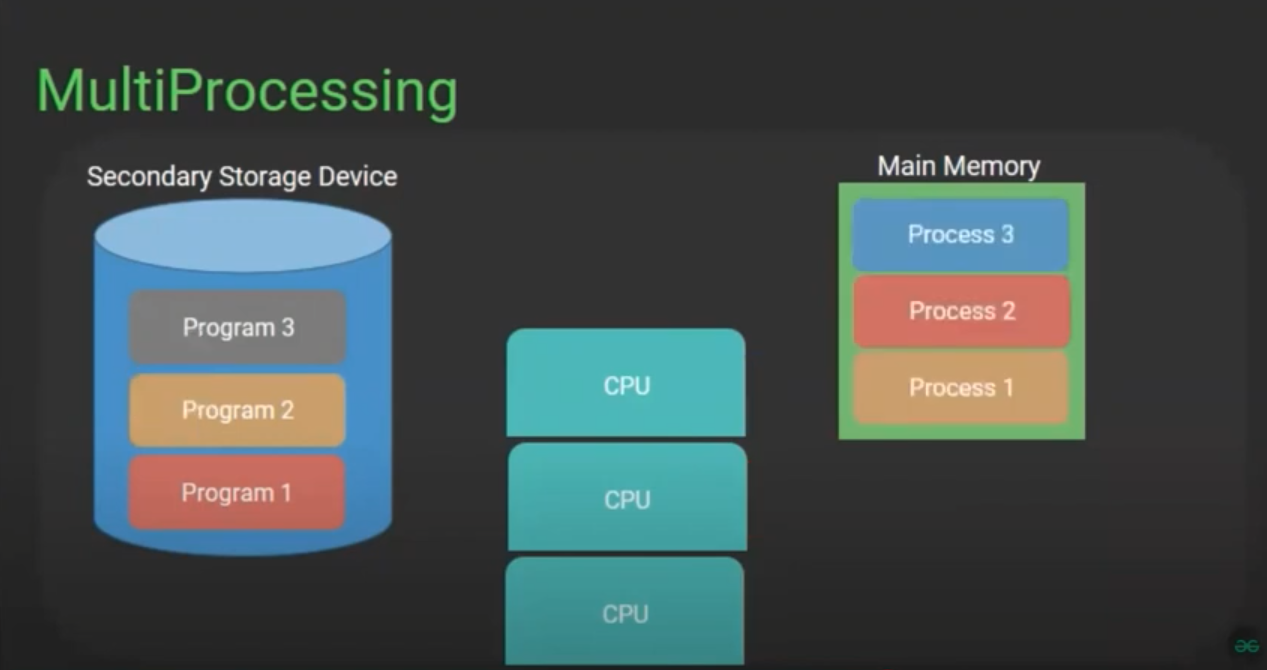 MultiProcessing
Secondary Storage Device
Program 3
Program 2
Program 1
CPU
CPU
CPU
Main Memory
Process 3
Process 2
Process 1